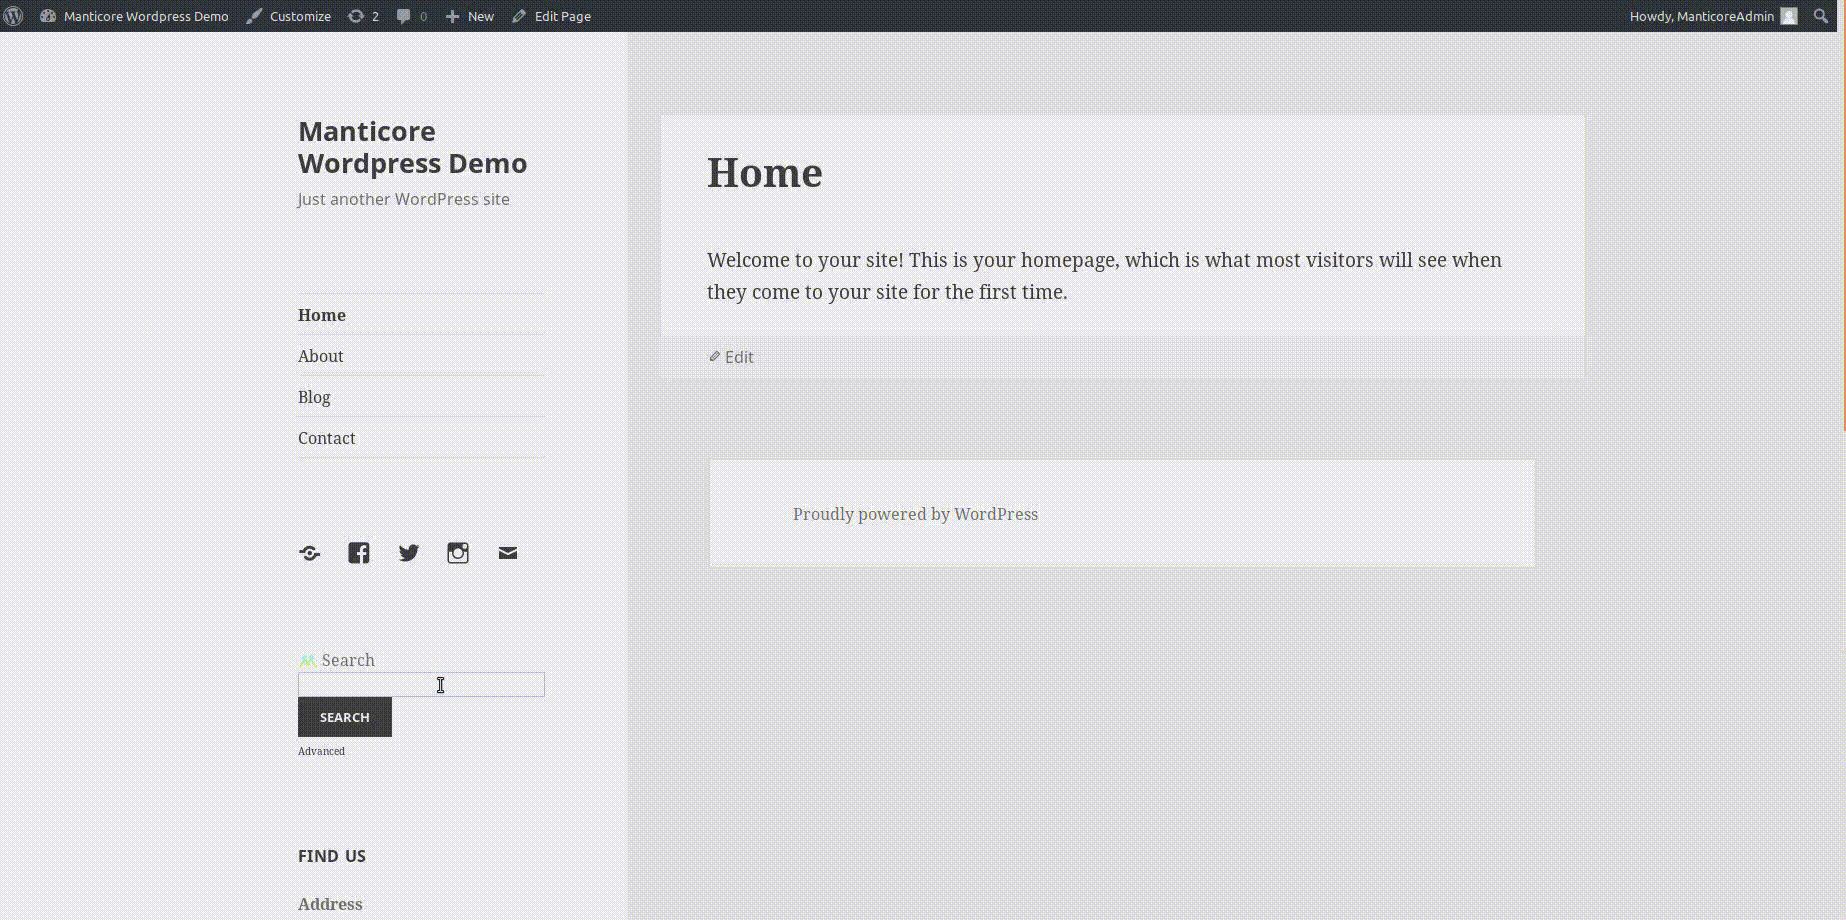 Manticore Wordpress Demo Customize 2 0 New Edit Page Howdy, ManticoreAdmin
Manticore
Wordpress Demo
Just another WordPress site
Home
About
Blog
Contact
Search
SEARCH
Advanced
FIND US
Address
Home
Welcome to your site! This is your homepage, which is what most visitors will see when
they come to your site for the first time.
Edit
Proudly powered by WordPress